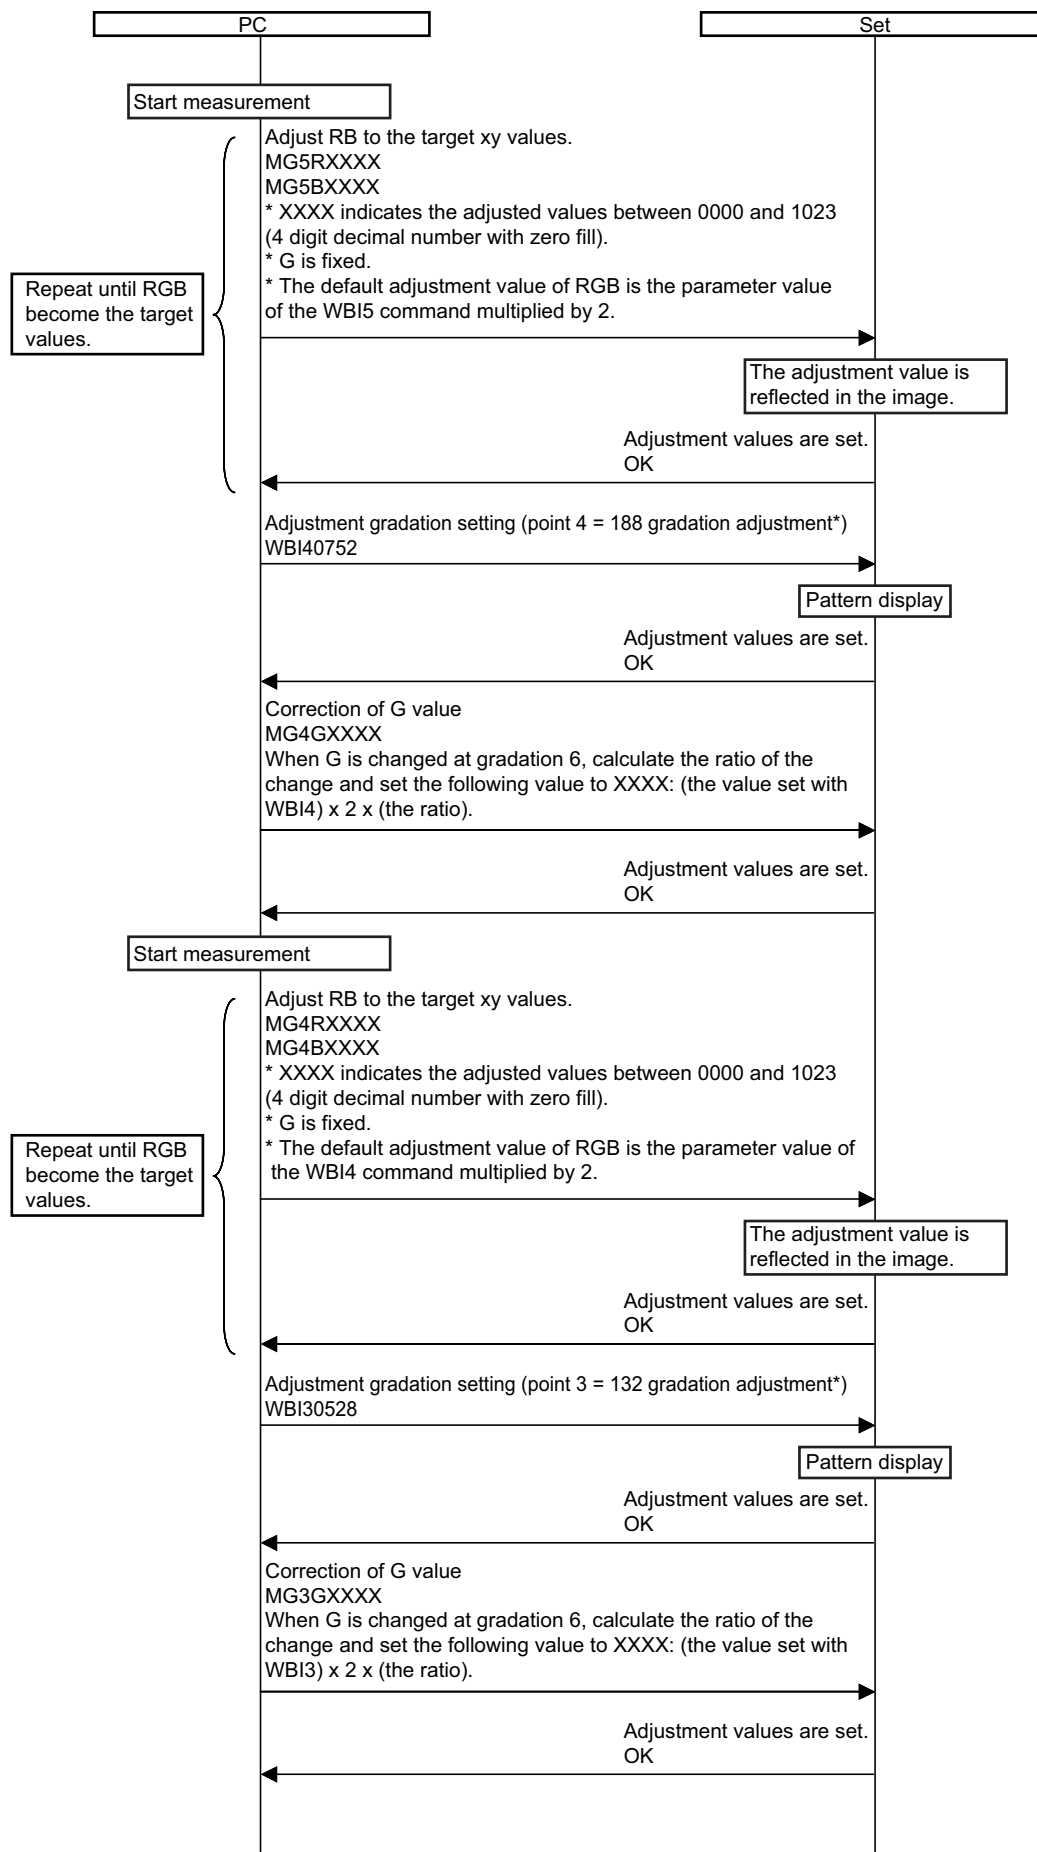 PC
Set
Start measurement
Adjust RB to the target xy values.
MG5RXXXX
MG5BXXXX
* XXXX indicates the adjusted values between 0000 and 1023
(4 digit decimal number with zero fill).
* G is fixed.
* The default adjustment value of RGB is the parameter value
of the WBI5 command multiplied by 2.
Repeat until RGB
become the target
values.
The adjustment value is
reflected in the image.
Adjustment values are set.
OK
Adjustment gradation setting (point 4 = 188 gradation adjustment*)
WBI40752
Pattern display
Adjustment values are set.
OK
Correction of G value
MG4GXXXX
When G is changed at gradation 6, calculate the ratio of the
change and set the following value to XXXX: (the value set with
WBI4) x 2 x (the ratio).
Adjustment values are set.
OK
Start measurement
Adjust RB to the target xy values.
MG4RXXXX
MG4BXXXX
* XXXX indicates the adjusted values between 0000 and 1023
(4 digit decimal number with zero fill).
* G is fixed.
* The default adjustment value of RGB is the parameter value of
the WBI4 command multiplied by 2.
Repeat until RGB
become the target
values.
The adjustment value is
reflected in the image.
Adjustment values are set.
OK
Adjustment gradation setting (point 3 = 132 gradation adjustment*)
WBI30528
Pattern display
Adjustment values are set.
OK
Correction of G value
MG3GXXXX
When G is changed at gradation 6, calculate the ratio of the
change and set the following value to XXXX: (the value set with
WBI3) x 2 x (the ratio).
Adjustment values are set.
OK